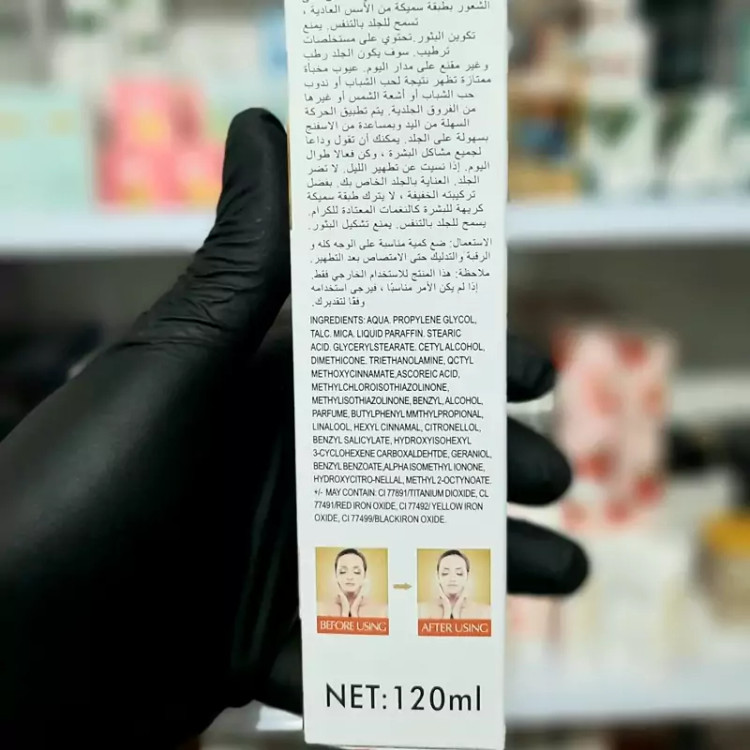 الشعور بطبقة سميكة من الأسس العادية ،
تسمح للجلد بالتنفس. يمنع
تكوين البثور. تحتوي على مستخلصات
ترطيب. سوف يكون الجلد رطب
وغير مقنع على مدار اليوم. عيوب مخبأة
ممتازة تظهر نتيجة لحب الشباب أو ندوب
حب الشباب أو أشعة الشمس أو غيرها
من الفروق الجلدية. يتم تطبيق الحركة
السهلة من اليد وبمساعدة من الاسفنج
بسهولة على الجلد. يمكنك أن تقول وداعا
لجميع مشاكل البشرة ، وكن فعالا طوال
اليوم. إذا نسيت عن تطهير الليل. لا تضر
الجلد. العناية بالجلد الخاص بك. بفضل
تركيبته الخفيفة ، لا يترك طبقة سميكة
كريهة للبشرة كالنغمات المعتادة للكرام.
يسمح للجلد بالتنفس. يمنع تشكيل البثور.
الاستعمال: ضع كمية مناسبة على الوجه كله و
الرقبة والتدليك حتى الامتصاص بعد التطهير.
ملاحظة: هذا المنتج للاستخدام الخارجي فقط.
إذا لم يكن الأمر مناسبًا ، فيرجى استخدامه
وفقًا لتقديرك.
INGREDIENTS: AQUA. PROPYLENE GLYCOL,
TALC. MICA. LIQUID PARAFFIN. STEARIC
ACID. GLYCERYLSTEARATE. CETYL ALCOHOL,
DIMETHICONE. TRIETHANOLAMINE, QCTYL
METHOXYCINNAMATE,ASCOREIC ACID,
METHYLCHLOROISOTHIAZOLINONE,
METHYLISOTHIAZOLINONE, BENZYL, ALCOHOL,
PARFUME, BUTYLPHENYL MMTHYLPROPIONAL,
LINALOOL, HEXYL CINNAMAL, CITRONELLOL,
BENZYL SALICYLATE, HYDROXYISOHEXYL
3-CYCLOHEXENE CARBOXALDEHTDE, GERANIOL,
BENZYL BENZOATE,ALPHA ISOMETHYL IONONE,
HYDROXYCITRO-NELLAL, METHYL 2-OCTYNOATE.
+/- MAY CONTAIN: CI 77891/TITANIUM DIOXIDE, CL
77491/RED IRON OXIDE, CI 77492/ YELLOW IRON
OXIDE, CI 77499/BLACKIRON OXIDE.
BEFORE USING
AFTER USING
NET: 120ml